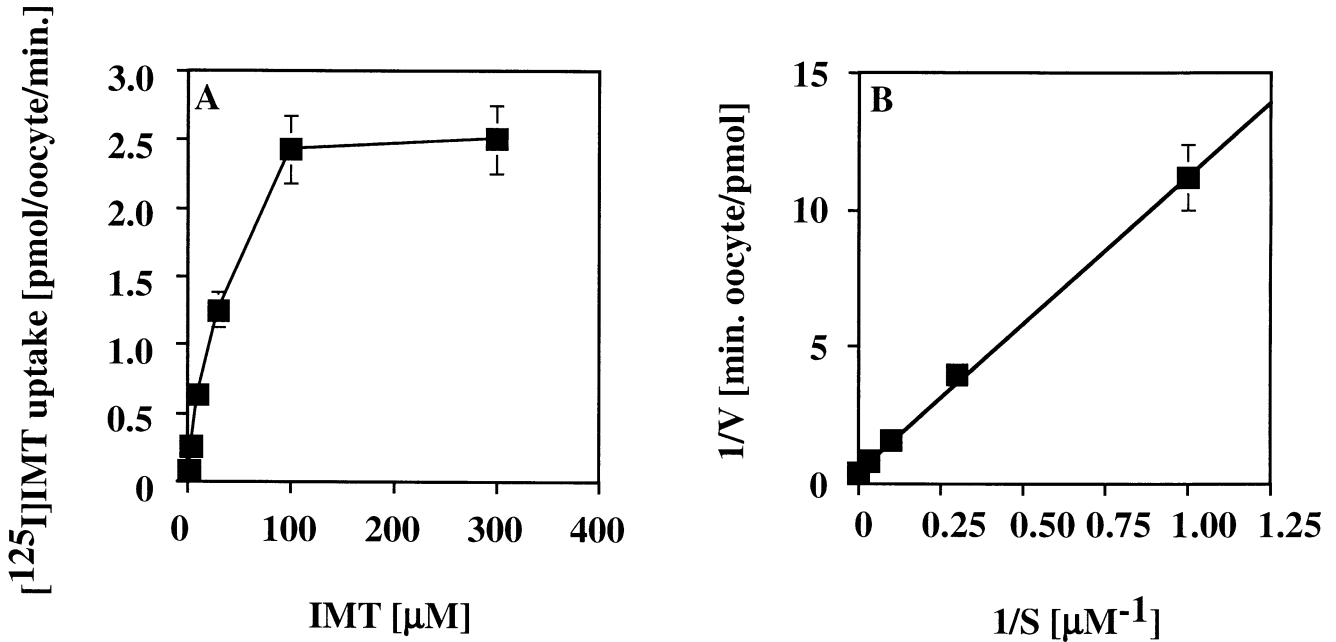 [125I]IMT uptake [pmol/oocyte/min.]
3.0
2.5
2.0
1.5
1.0
0.5
0
A
0 100 200 300 400
IMT [μM]
1/V [min. oocyte/pmol]
15
10
5
0
B
0 0.25 0.50 0.75 1.00 1.25
1/S [μM-1]